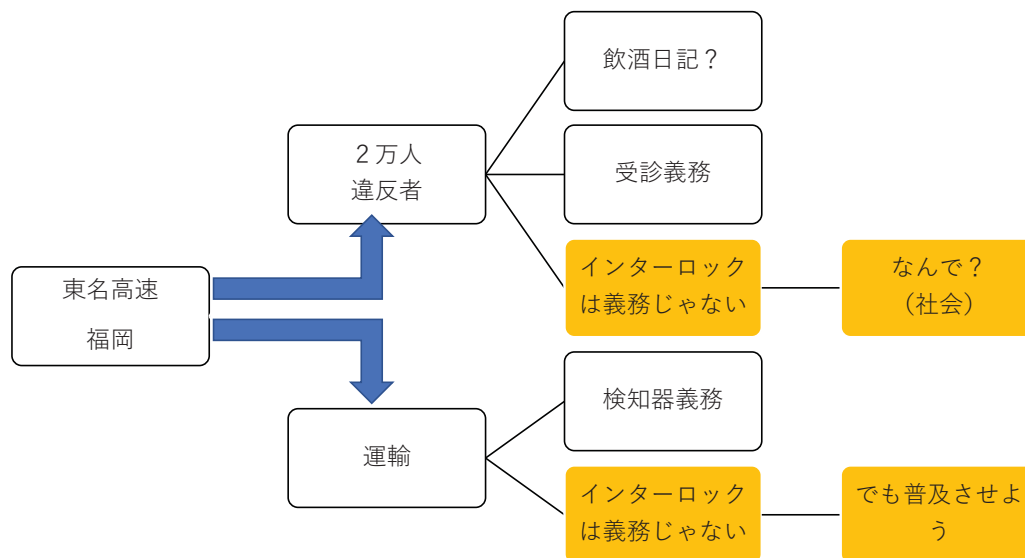 飲酒日記？
２万人
違反者
受診義務
インターロック
は義務じゃない
なんで？
（社会）
東名高速
福岡
検知器義務
運輸
インターロック
は義務じゃない
でも普及させよ
う